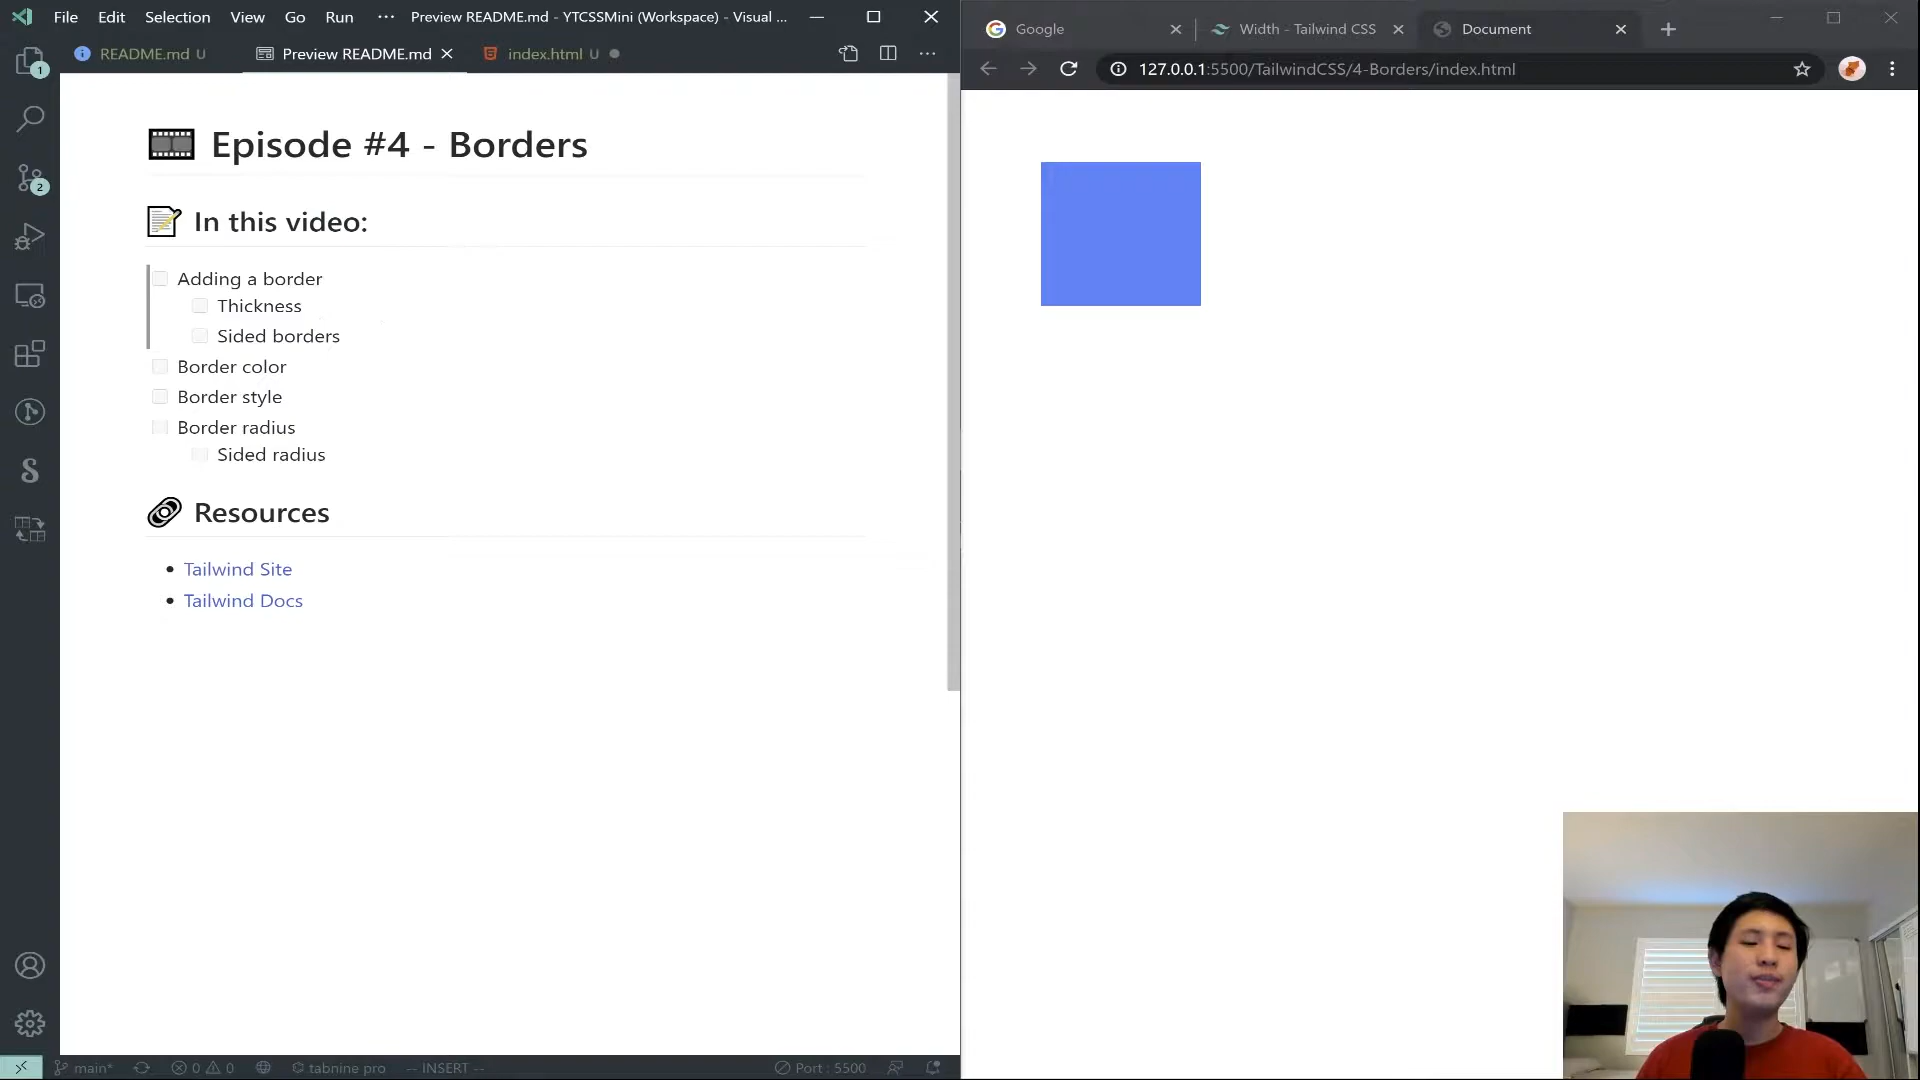 File Edit Selection View Go Run ··· Preview README.md - YTCSSMini (Workspace) - Visual ...
README.md U Preview README.md index.html U
Google Width - Tailwind CSS Document
127.0.0.1:5500/TailwindCSS/4-Borders/index.html
1
2
Episode #4 - Borders
In this video:
Adding a border
Thickness
Sided borders
Border color
Border style
Border radius
Sided radius
Resources
• Tailwind Site
• Tailwind Docs
main* 0 0 tabnine pro -- INSERT -- Port : 5500